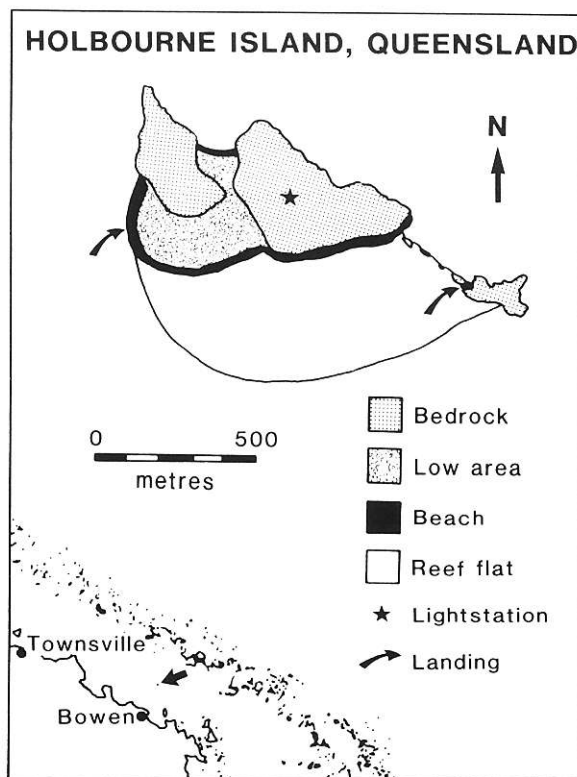 HOLBOURNE ISLAND, QUEENSLAND
N
0 500
metres
Bedrock
Low area
Beach
Reef flat
Lightstation
Landing
Townsville
Bowen